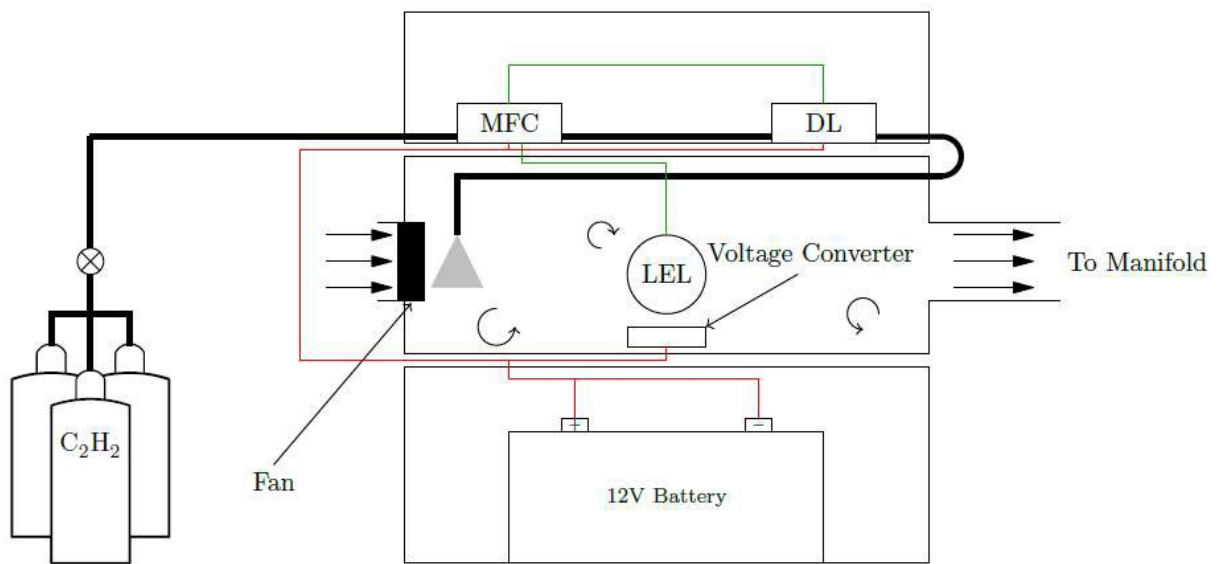 MFC
DL
Voltage Converter
LEL
To Manifold
C₂H₂
Fan
+
−
12V Battery